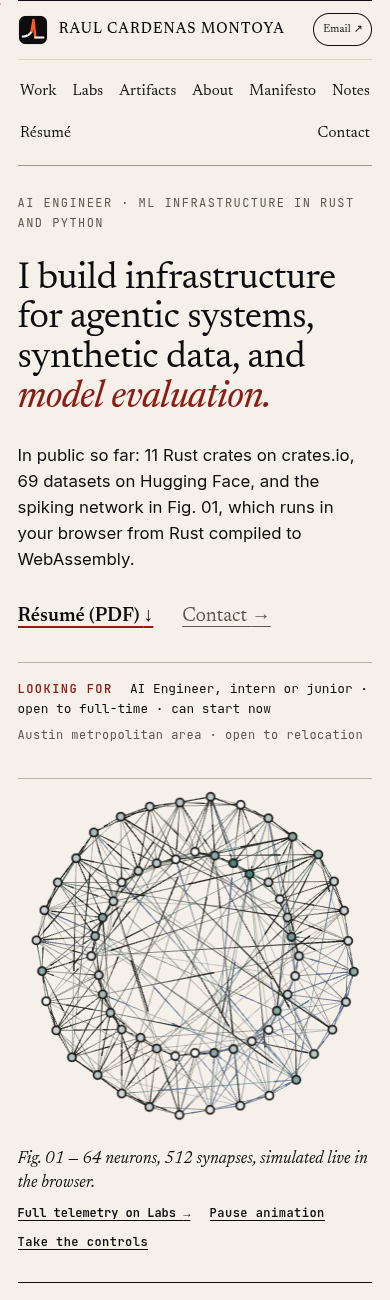 RAUL CARDENAS MONTOYA
Email ↗
Work Labs Artifacts About Manifesto Notes
Résumé Contact
AI ENGINEER · ML INFRASTRUCTURE IN RUST
AND PYTHON
I build infrastructure
for agentic systems,
synthetic data, and
model evaluation.
In public so far: 11 Rust crates on crates.io,
69 datasets on Hugging Face, and the
spiking network in Fig. 01, which runs in
your browser from Rust compiled to
WebAssembly.
Résumé (PDF) ↓ Contact →
LOOKING FOR AI Engineer, intern or junior ·
open to full-time · can start now
Austin metropolitan area · open to relocation
Fig. 01 — 64 neurons, 512 synapses, simulated live in
the browser.
Full telemetry on Labs → Pause animation
Take the controls